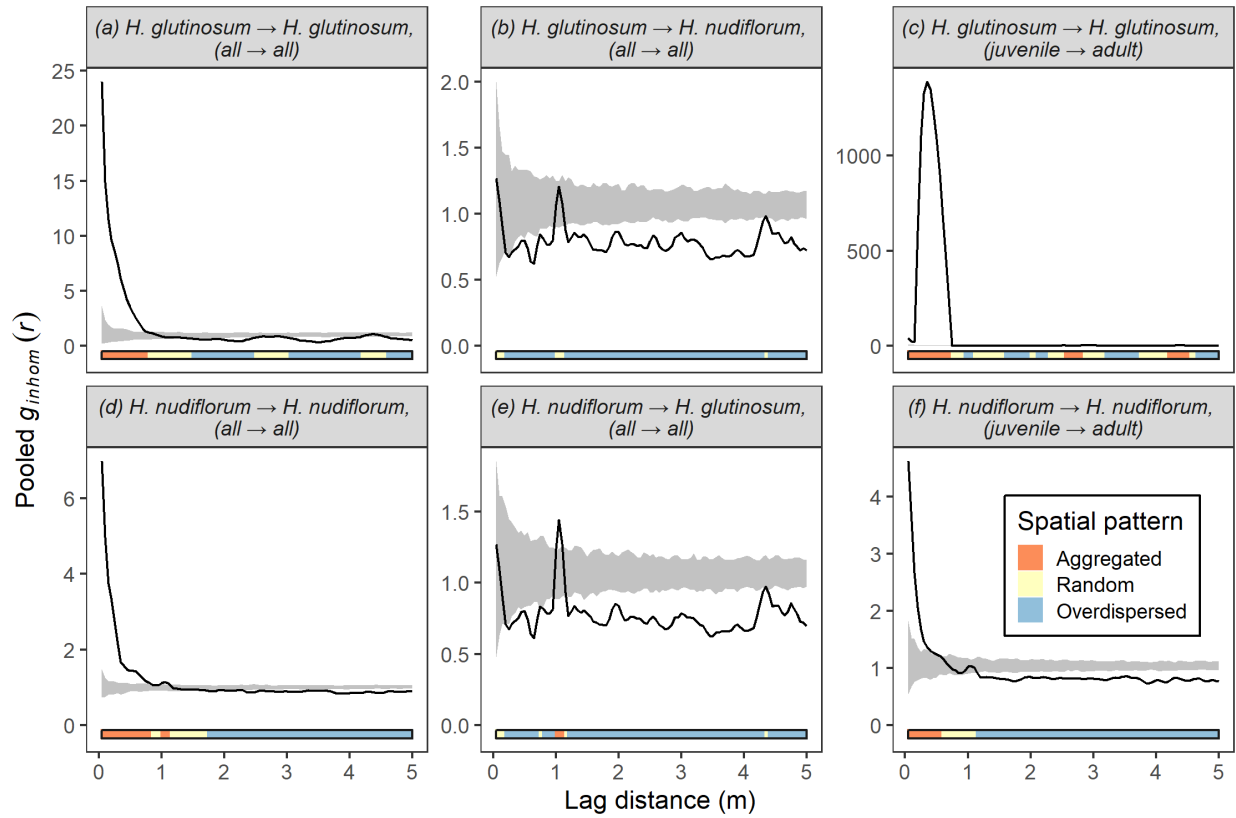 (a) H. glutinosum → H. glutinosum,
(all → all)
(b) H. glutinosum → H. nudiflorum,
(all → all)
(c) H. glutinosum → H. glutinosum,
(juvenile → adult)
25
20
15
10
5
0
2.0
1.5
1.0
0.5
0.0
1000
500
0
(d) H. nudiflorum → H. nudiflorum,
(all → all)
(e) H. nudiflorum → H. glutinosum,
(all → all)
(f) H. nudiflorum → H. nudiflorum,
(juvenile → adult)
6
4
2
0
1.5
1.0
0.5
0.0
4
3
2
1
0
Spatial pattern
Aggregated
Random
Overdispersed
0 1 2 3 4 5
0 1 2 3 4 5
0 1 2 3 4 5
Lag distance (m)
Pooled ginhom (r)